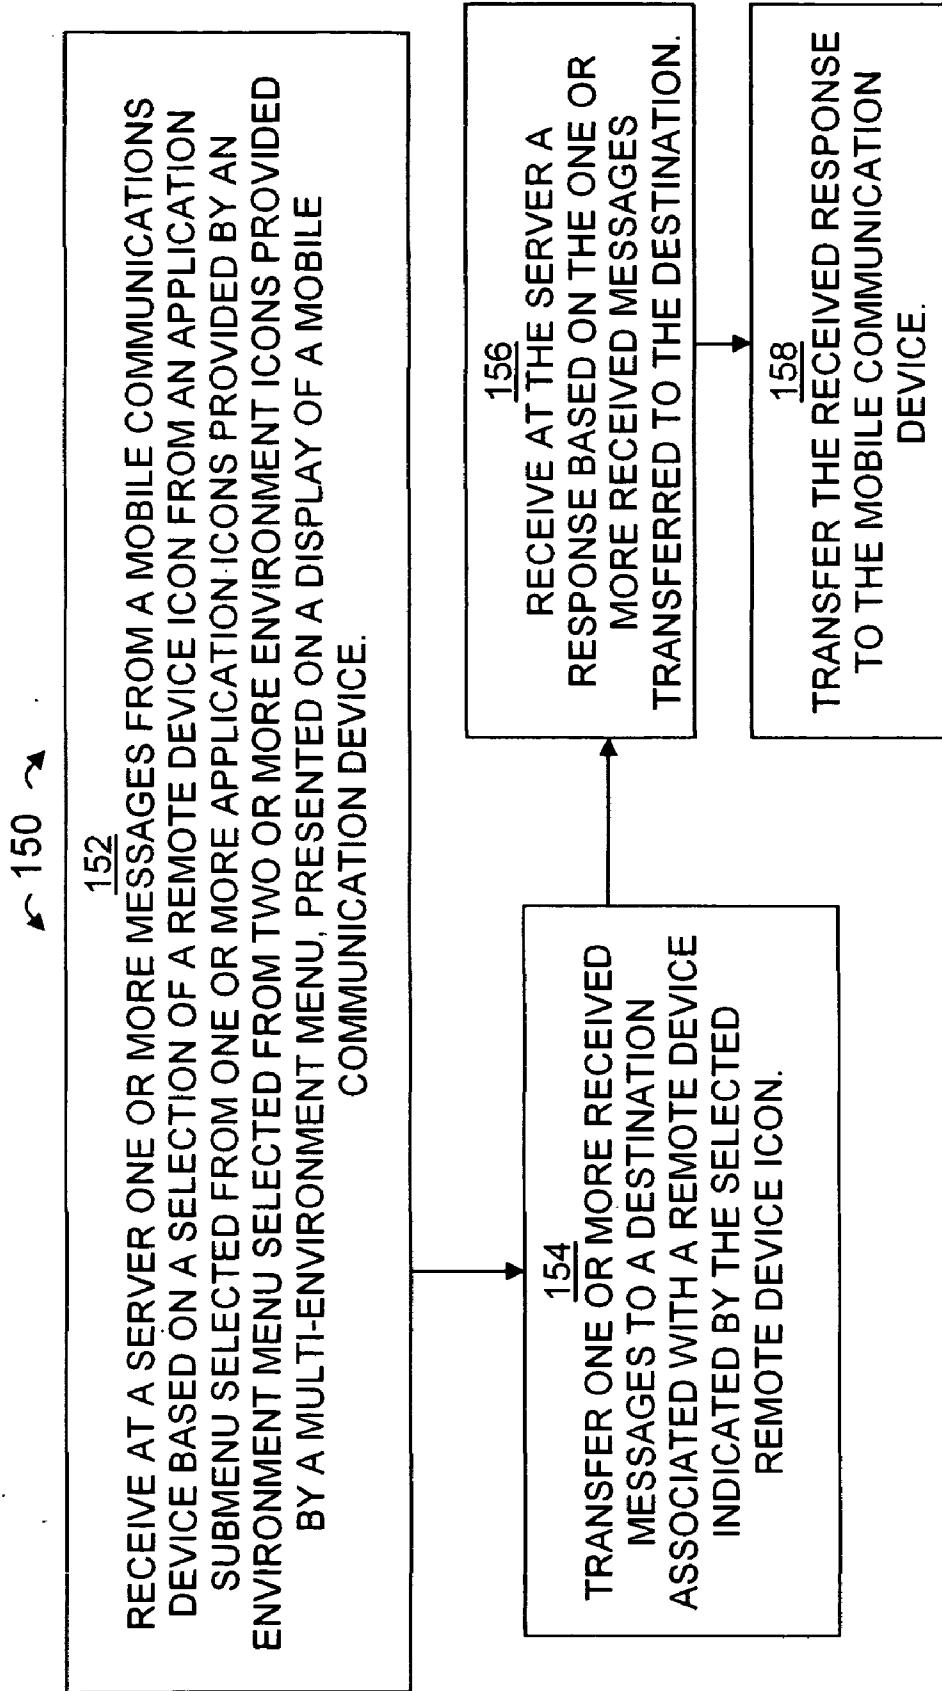 150
152
RECEIVE AT A SERVER ONE OR MORE MESSAGES FROM A MOBILE COMMUNICATIONS
DEVICE BASED ON A SELECTION OF A REMOTE DEVICE ICON FROM AN APPLICATION
SUBMENU SELECTED FROM ONE OR MORE APPLICATION ICONS PROVIDED BY AN
ENVIRONMENT MENU SELECTED FROM TWO OR MORE ENVIRONMENT ICONS PROVIDED
BY A MULTI-ENVIRONMENT MENU, PRESENTED ON A DISPLAY OF A MOBILE
COMMUNICATION DEVICE.
154
TRANSFER ONE OR MORE RECEIVED
MESSAGES TO A DESTINATION
ASSOCIATED WITH A REMOTE DEVICE
INDICATED BY THE SELECTED
REMOTE DEVICE ICON.
156
RECEIVE AT THE SERVER A
RESPONSE BASED ON THE ONE OR
MORE RECEIVED MESSAGES
TRANSFERRED TO THE DESTINATION.
158
TRANSFER THE RECEIVED RESPONSE
TO THE MOBILE COMMUNICATION
DEVICE.